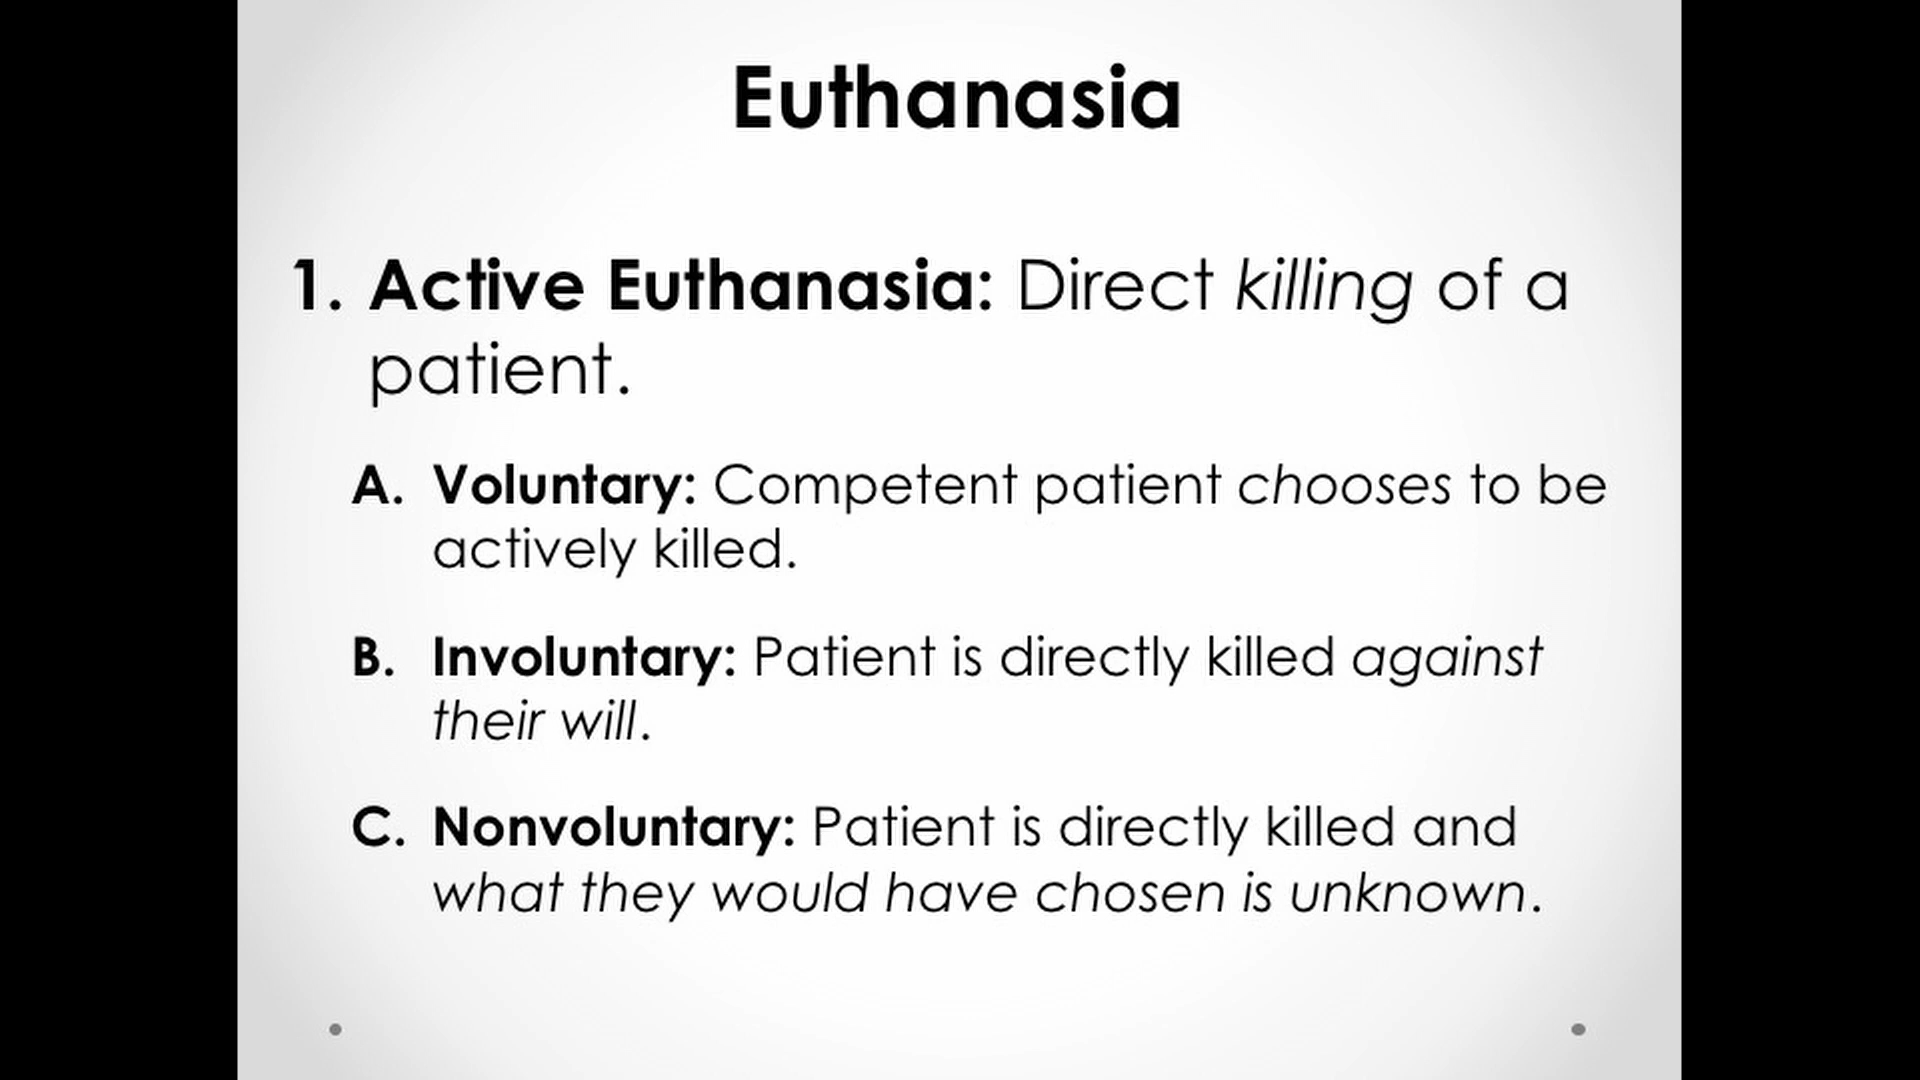 Euthanasia
1. Active Euthanasia: Direct killing of a
patient.
A. Voluntary: Competent patient chooses to be
actively killed.
B. Involuntary: Patient is directly killed against
their will.
C. Nonvoluntary: Patient is directly killed and
what they would have chosen is unknown.